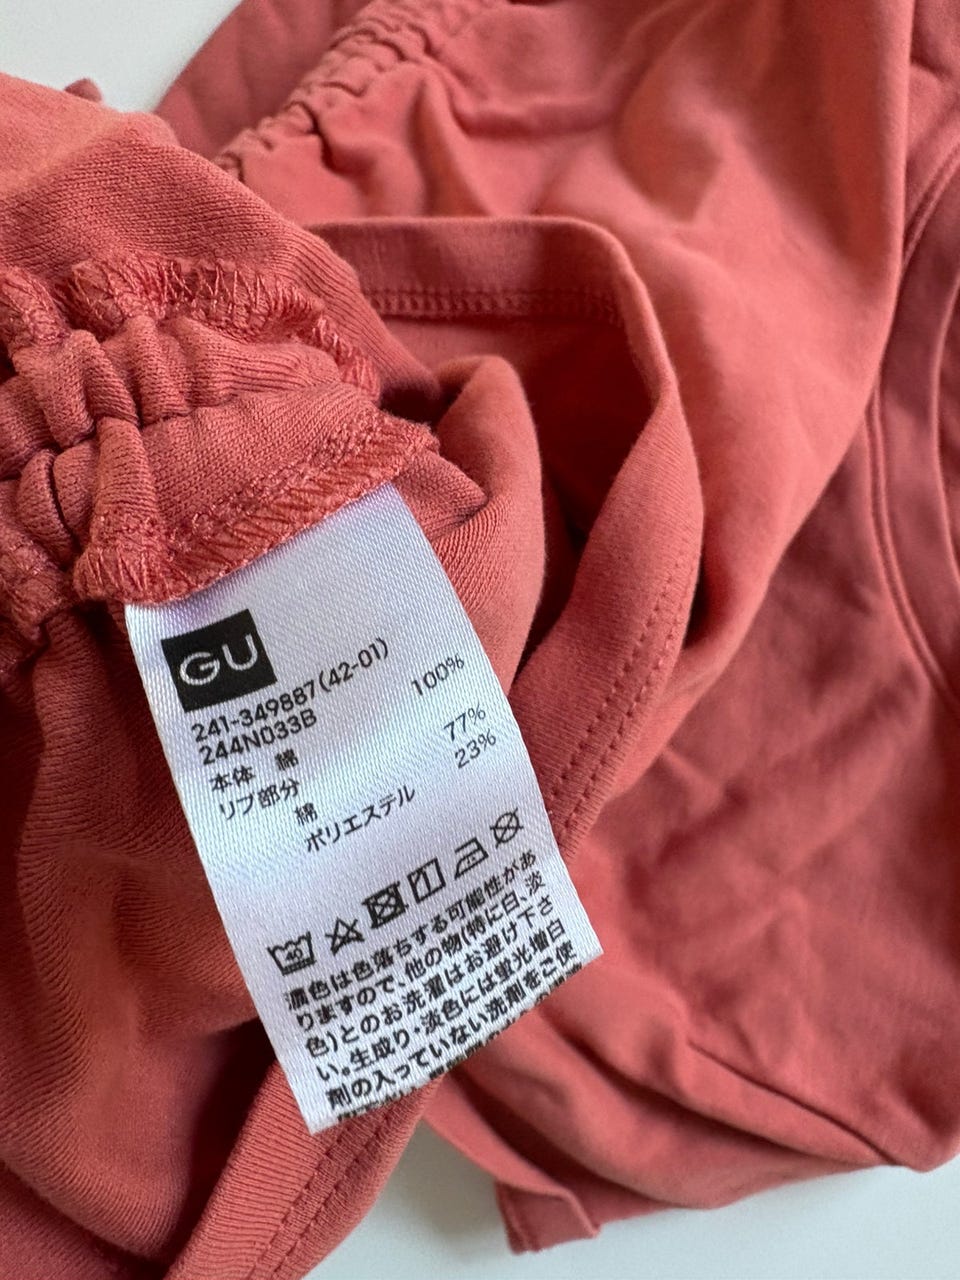 GU
241-349887(42-01)
244N033B
本体 綿 100%
リブ部分
綿 77%
ポリエステル 23%
40
濃色は色落ちする可能性があ
りますので、他の物(特に白、淡
色)とのお洗濯はお避け下さ
い。生成り・淡色には蛍光増白
剤の入っていない洗剤をご使